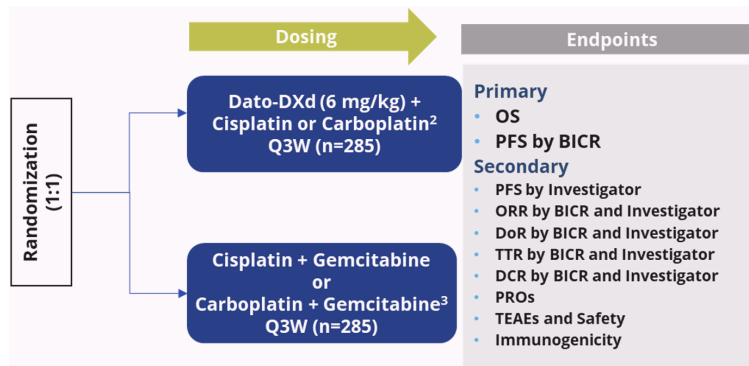 Dosing
Endpoints
Randomization
(1:1)
Dato-DXd (6 mg/kg) +
Cisplatin or Carboplatin²
Q3W (n=285)
Cisplatin + Gemcitabine
or
Carboplatin + Gemcitabine³
Q3W (n=285)
Primary
• OS
• PFS by BICR
Secondary
• PFS by Investigator
• ORR by BICR and Investigator
• DoR by BICR and Investigator
• TTR by BICR and Investigator
• DCR by BICR and Investigator
• PROs
• TEAEs and Safety
• Immunogenicity